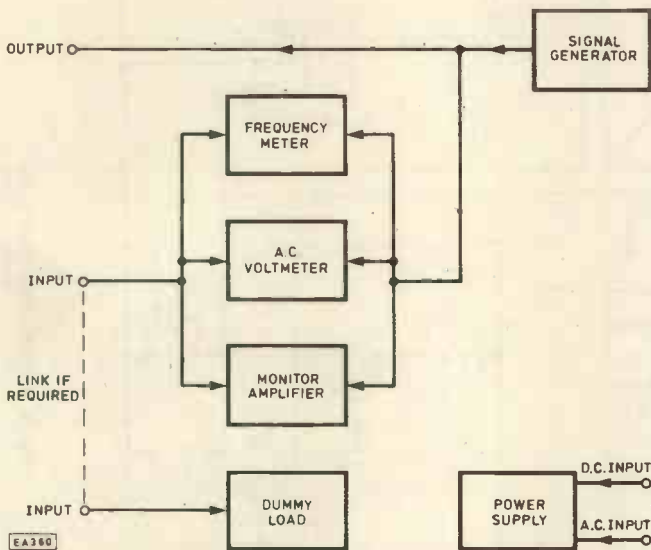 OUTPUT
SIGNAL
GENERATOR
FREQUENCY
METER
A.C
VOLTMETER
INPUT
LINK IF
REQUIRED
MONITOR
AMPLIFIER
INPUT
DUMMY
LOAD
POWER
SUPPLY
D.C. INPUT
A.C. INPUT
EA360